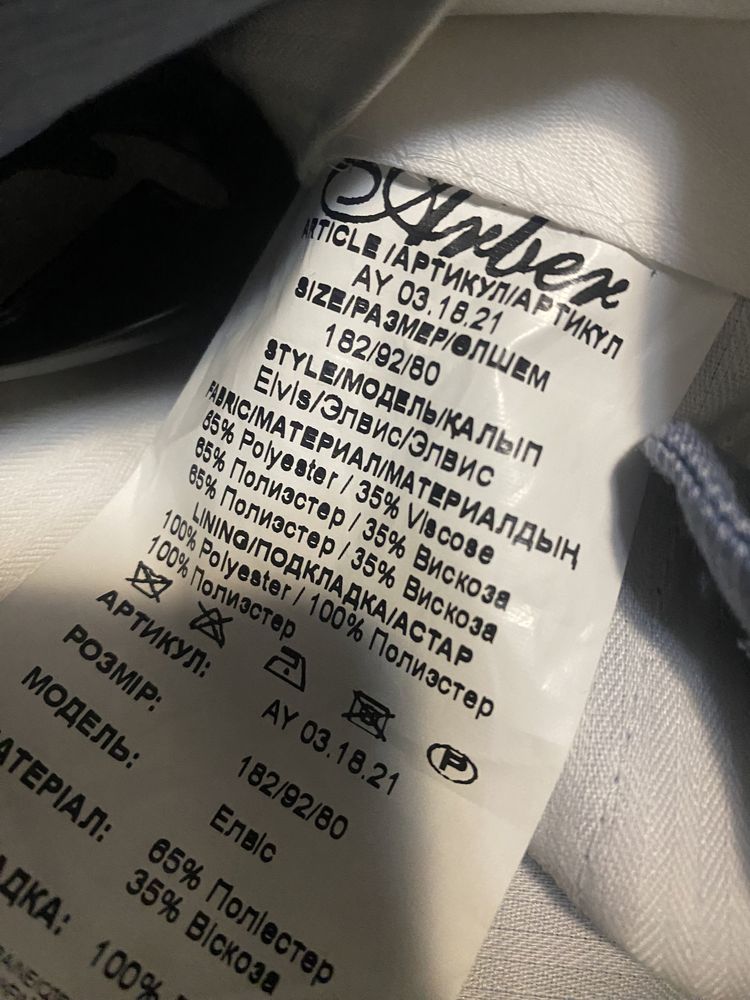 Arber
ARTICLE /АРТИКУЛ/АРТИКУЛ
AY 03.18.21
SIZE/РАЗМЕР/ӨЛШЕМ
182/92/80
STYLE/МОДЕЛЬ/ҚАЛЫП
Elvis/Элвис/Элвис
FABRIC/МАТЕРИАЛ/МАТЕРИАЛДЫҢ
65% Polyester / 35% Viscose
65% Полиэстер / 35% Вискоза
65% Полиэстер / 35% Вискоза
LINING/ПОДКЛАДКА/АСТАР
100% Polyester / 100% Полиэстер
100% Полиэстер
P
АРТИКУЛ: AY 03.18.21
РОЗМІР: 182/92/80
МОДЕЛЬ: Елвіс
МАТЕРІАЛ: 65% Поліестер
35% Віскоза
100%